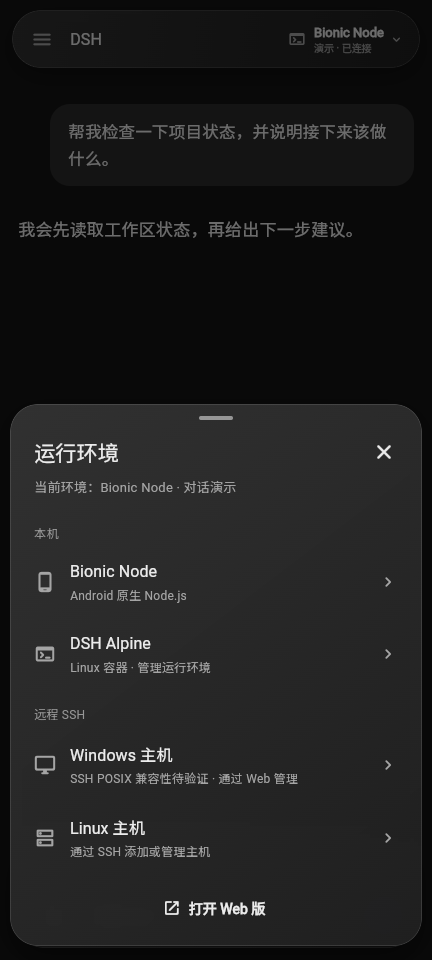 DSH
Bionic Node
演示 · 已连接
帮我检查一下项目状态，并说明接下来该做
什么。
我会先读取工作区状态，再给出下一步建议。
运行环境
当前环境：Bionic Node · 对话演示
本机
Bionic Node
Android 原生 Node.js
DSH Alpine
Linux 容器 · 管理运行环境
远程 SSH
Windows 主机
SSH POSIX 兼容性待验证 · 通过 Web 管理
Linux 主机
通过 SSH 添加或管理主机
打开 Web 版